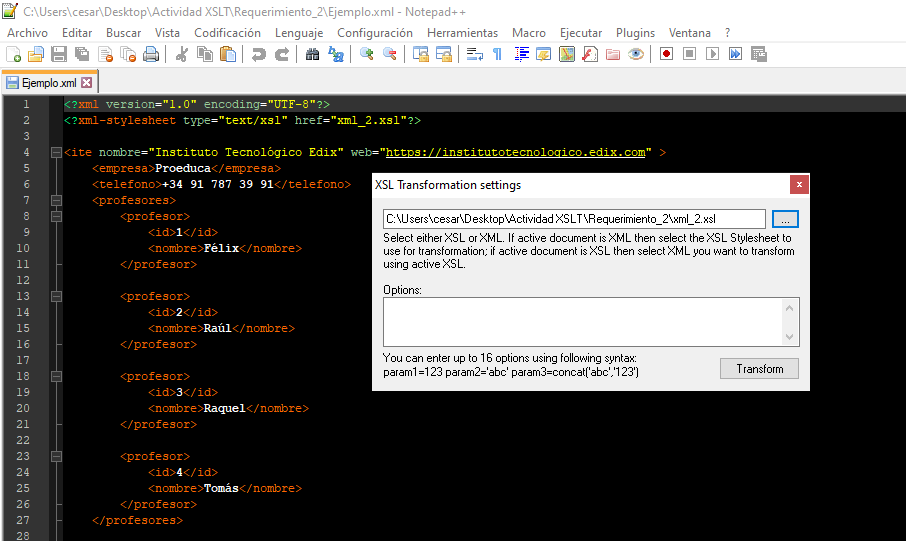 C:\Users\cesar\Desktop\Actividad XSLT\Requerimiento_2\Ejemplo.xml - Notepad++
Archivo Editar Buscar Vista Codificación Lenguaje Configuración Herramientas Macro Ejecutar Plugins Ventana ?
Ejemplo.xml
1 <?xml version="1.0" encoding="UTF-8"?>
2 <?xml-stylesheet type="text/xsl" href="xml_2.xsl"?>
3
4 <ite nombre="Instituto Tecnológico Edix" web="https://institutotecnologico.edix.com" >
5 <empresa>Proeduca</empresa>
6 <telefono>+34 91 787 39 91</telefono>
7 <profesores>
8 <profesor>
9 <id>1</id>
10 <nombre>Félix</nombre>
11 </profesor>
12
13 <profesor>
14 <id>2</id>
15 <nombre>Raúl</nombre>
16 </profesor>
17
18 <profesor>
19 <id>3</id>
20 <nombre>Raquel</nombre>
21 </profesor>
22
23 <profesor>
24 <id>4</id>
25 <nombre>Tomás</nombre>
26 </profesor>
27 </profesores>
28
XSL Transformation settings
x
C:\Users\cesar\Desktop\Actividad XSLT\Requerimiento_2\xml_2.xsl
...
Select either XSL or XML. If active document is XML then select the XSL Stylesheet to
use for transformation; if active document is XSL then select XML you want to transform
using active XSL.
Options:
You can enter up to 16 options using following syntax:
param1=123 param2='abc' param3=concat('abc','123')
Transform